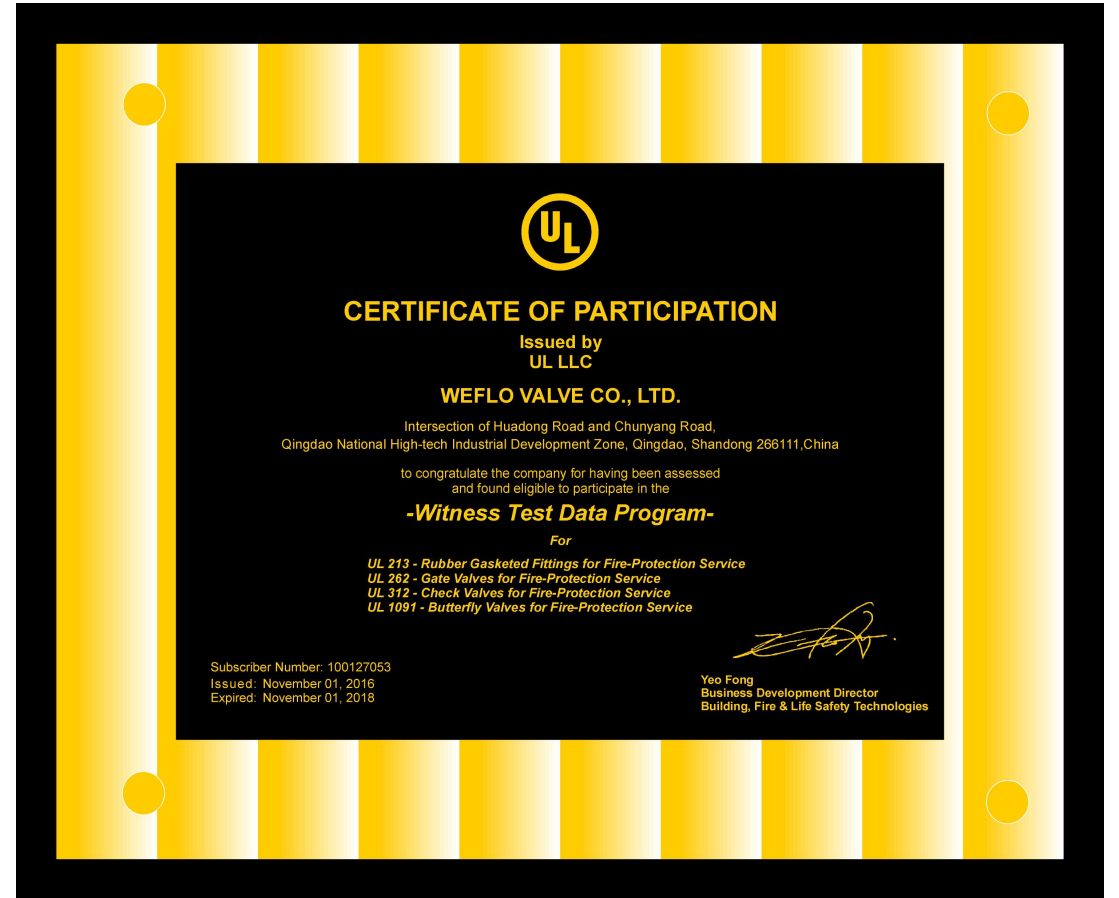 UL
CERTIFICATE OF PARTICIPATION
Issued by
UL LLC
WEFLO VALVE CO., LTD.
Intersection of Huadong Road and Chunyang Road,
Qingdao National High-tech Industrial Development Zone, Qingdao, Shandong 266111,China
to congratulate the company for having been assessed
and found eligible to participate in the
-Witness Test Data Program-
For
UL 213 - Rubber Gasketed Fittings for Fire-Protection Service
UL 262 - Gate Valves for Fire-Protection Service
UL 312 - Check Valves for Fire-Protection Service
UL 1091 - Butterfly Valves for Fire-Protection Service
Subscriber Number: 100127053
Issued: November 01, 2016
Expired: November 01, 2018
Yeo Fong
Business Development Director
Building, Fire & Life Safety Technologies